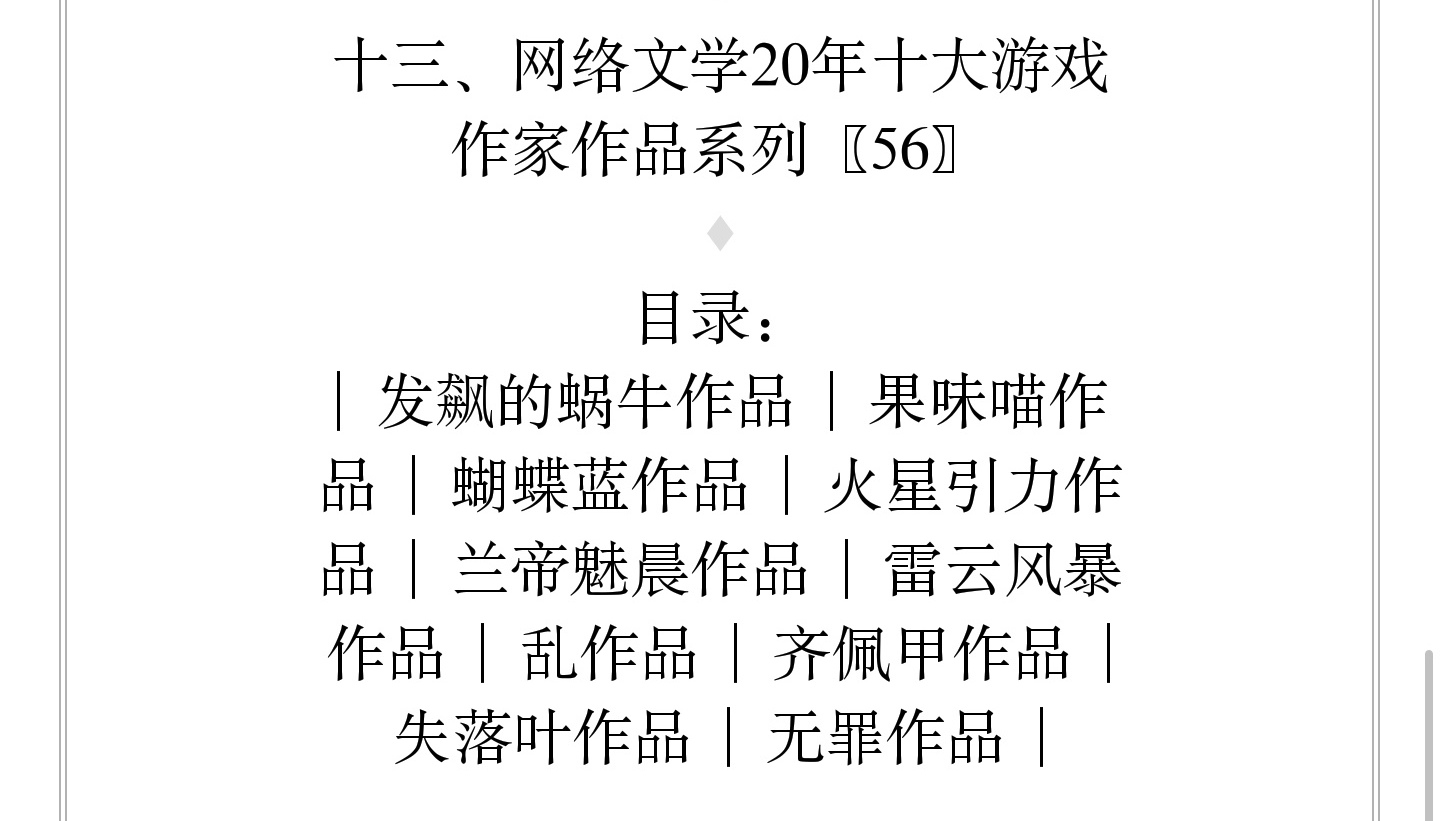 十三、网络文学20年十大游戏
作家作品系列〖56〗
♦
目录：
｜发飙的蜗牛作品｜果味喵作
品｜蝴蝶蓝作品｜火星引力作
品｜ 兰帝魅晨作品｜雷云风暴
作品｜乱作品｜齐佩甲作品｜
失落叶作品｜无罪作品｜